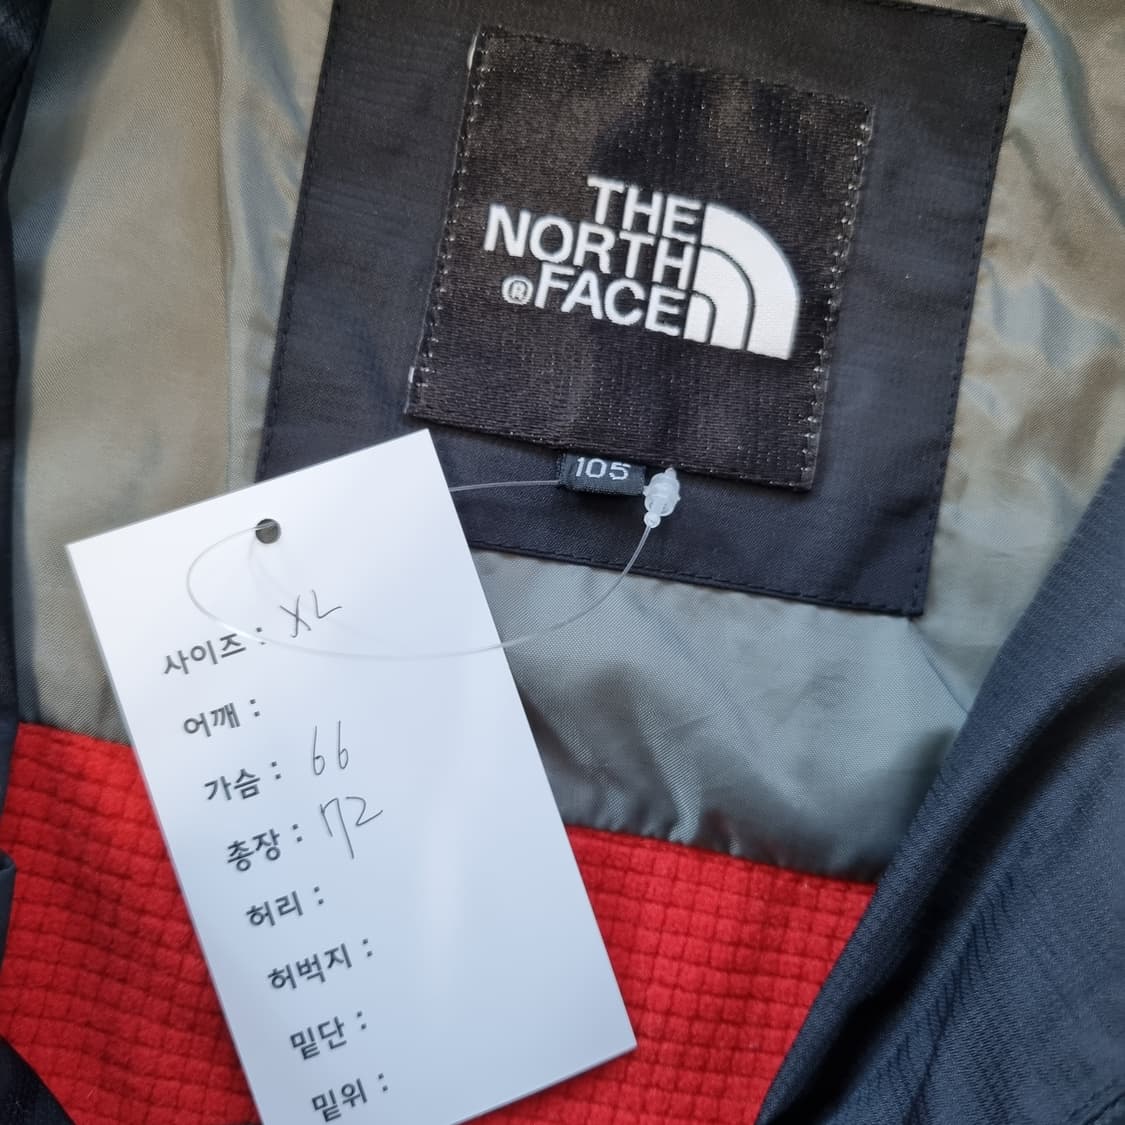 THE
NORTH
®FACE
105
사이즈 : XL
어깨 :
가슴 : 66
총장 : 72
허리 :
허벅지 :
밑단 :
밑위 :